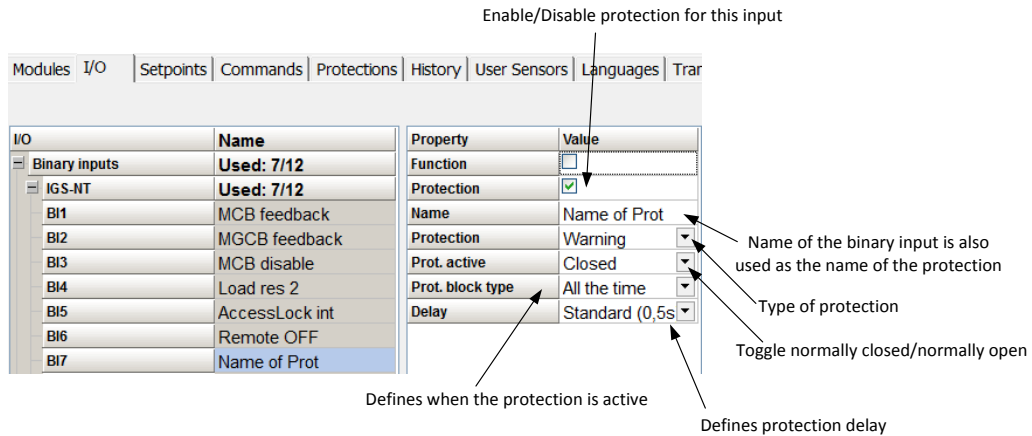 Enable/Disable protection for this input
Modules I/O Setpoints Commands Protections History User Sensors Languages Trar
I/O Name Property Value
Binary inputs Used: 7/12 Function
IGS-NT Used: 7/12 Protection
BI1 MCB feedback Name Name of Prot
BI2 MGCB feedback Protection Warning
BI3 MCB disable Prot. active Closed
BI4 Load res 2 Prot. block type All the time
BI5 AccessLock int Delay Standard (0,5s
BI6 Remote OFF
BI7 Name of Prot
Name of the binary input is also
used as the name of the protection
Type of protection
Toggle normally closed/normally open
Defines when the protection is active
Defines protection delay